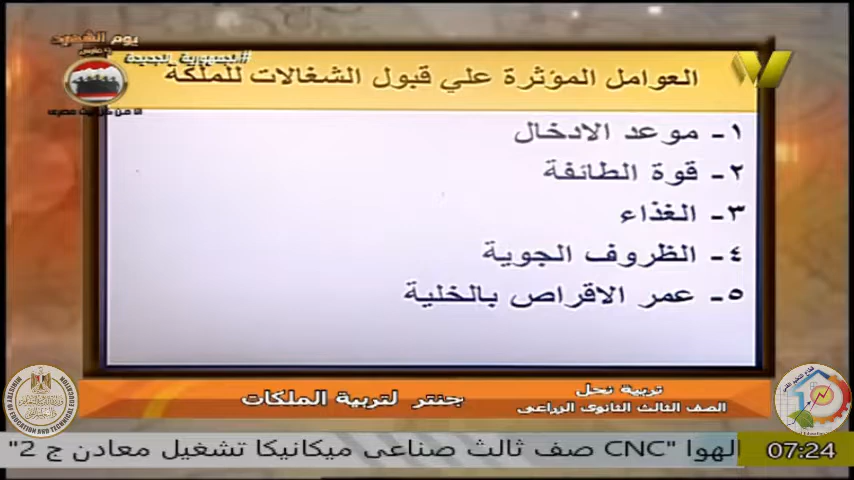 يوم الشهيد
#الجمهورية_الجديدة
العوامل المؤثرة علي قبول الشغالات للملكة
١- موعد الادخال
٢- قوة الطائفة
٣- الغذاء
٤- الظروف الجوية
٥- عمر الاقراص بالخلية
تربية نحل
الصف الثالث الثانوى الزراعى
جنتر لتربية الملكات
الهوا "CNC صف ثالث صناعى ميكانيكا تشغيل معادن ج 2"
07:24